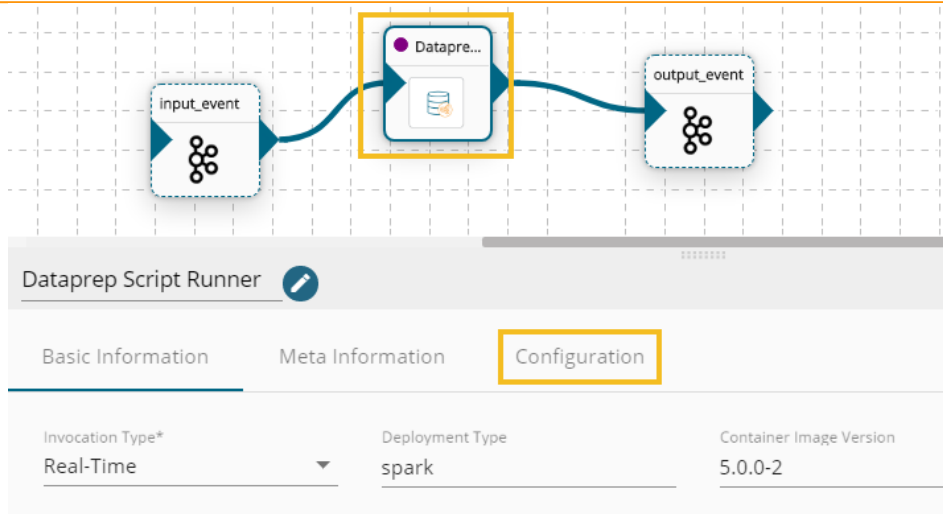 Datapre...
input_event
output_event
Dataprep Script Runner
Basic Information
Meta Information
Configuration
Invocation Type*
Deployment Type
Container Image Version
Real-Time
spark
5.0.0-2